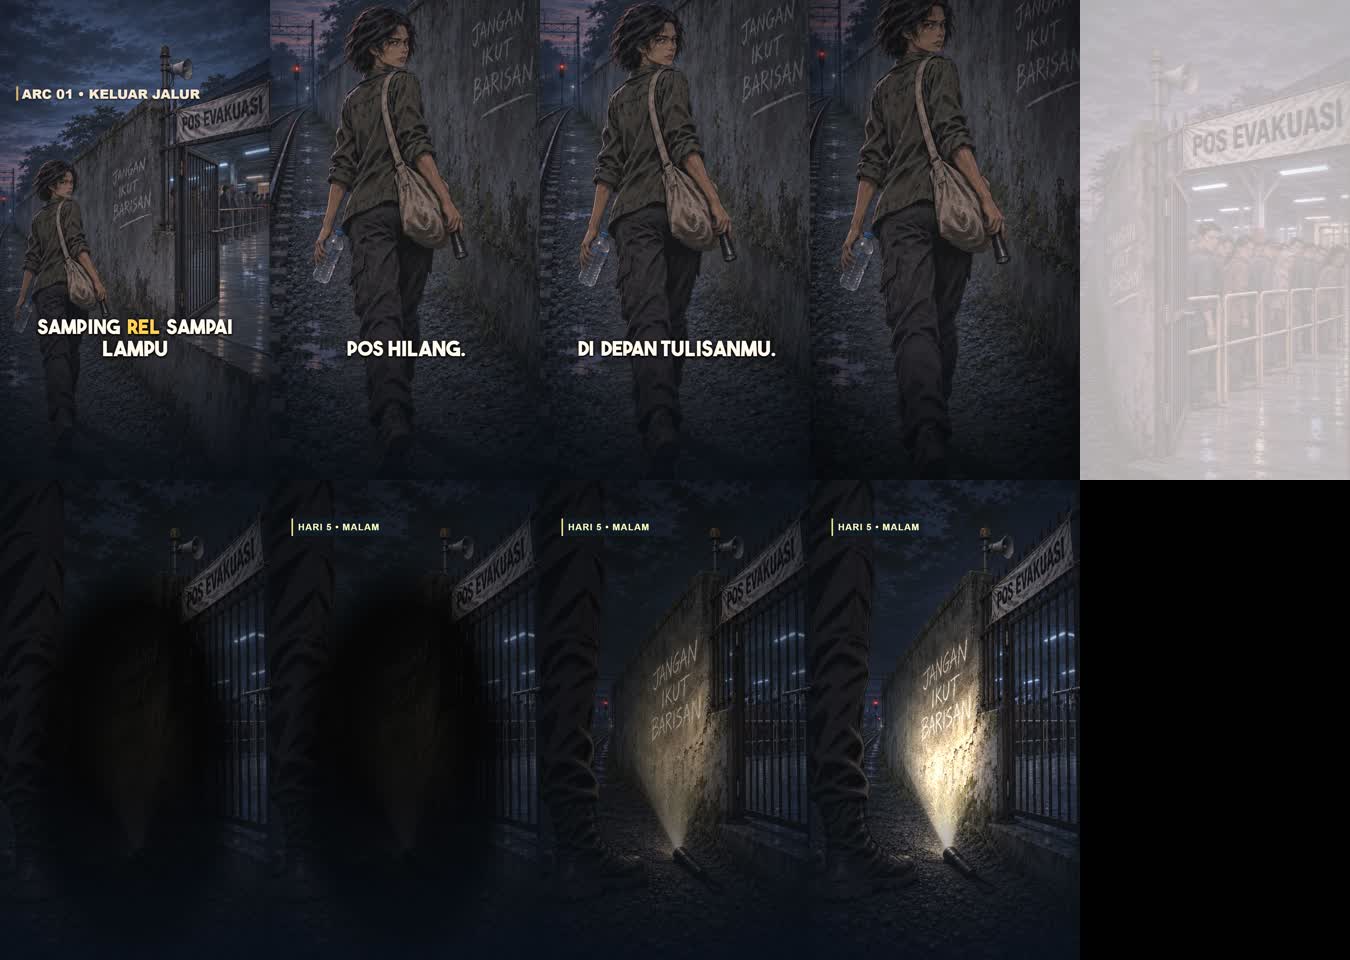 ARC 01 • KELUAR JALUR
POS EVAKUASI
JANGAN
IKUT
BARISAN
SAMPING REL SAMPAI
LAMPU
JANGAN
IKUT
BARISAN
POS HILANG.
JANGAN
IKUT
BARISAN
DI DEPAN TULISANMU.
JANGAN
IKUT
BARISAN
POS EVAKUASI
JANGAN
IKUT
BARISAN
POS EVAKUASI
HARI 5 • MALAM
POS EVAKUASI
HARI 5 • MALAM
POS EVAKUASI
JANGAN
IKUT
BARISAN
HARI 5 • MALAM
POS EVAKUASI
JANGAN
IKUT
BARISAN